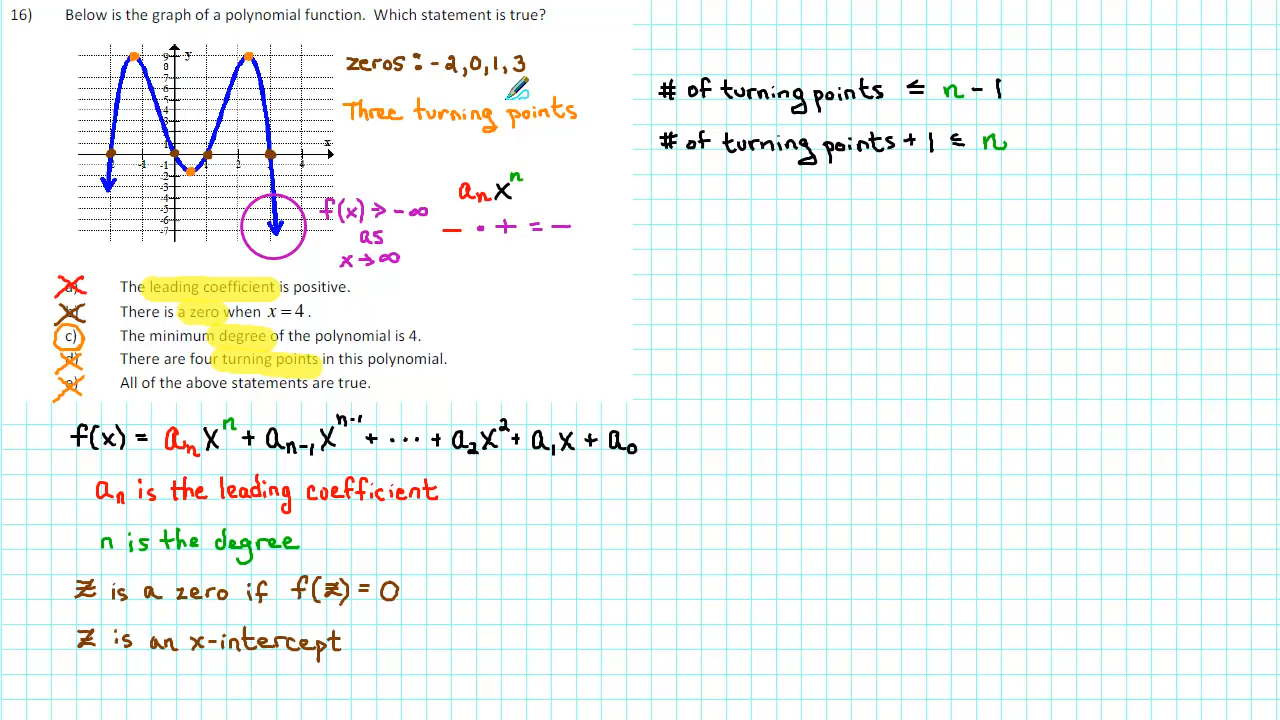 16) Below is the graph of a polynomial function. Which statement is true?
zeros : -2, 0, 1, 3
Three turning points
# of turning points ≤ n - 1
# of turning points + 1 ≤ n
f(x) → -∞
as
x → ∞
aₙxⁿ
- · + = -
a) The leading coefficient is positive.
b) There is a zero when x = 4 .
c) The minimum degree of the polynomial is 4.
d) There are four turning points in this polynomial.
e) All of the above statements are true.
f(x) = aₙxⁿ + aₙ₋₁xⁿ⁻¹ + ··· + a₂x² + a₁x + a₀
aₙ is the leading coefficient
n is the degree
z is a zero if f(z) = 0
z is an x-intercept